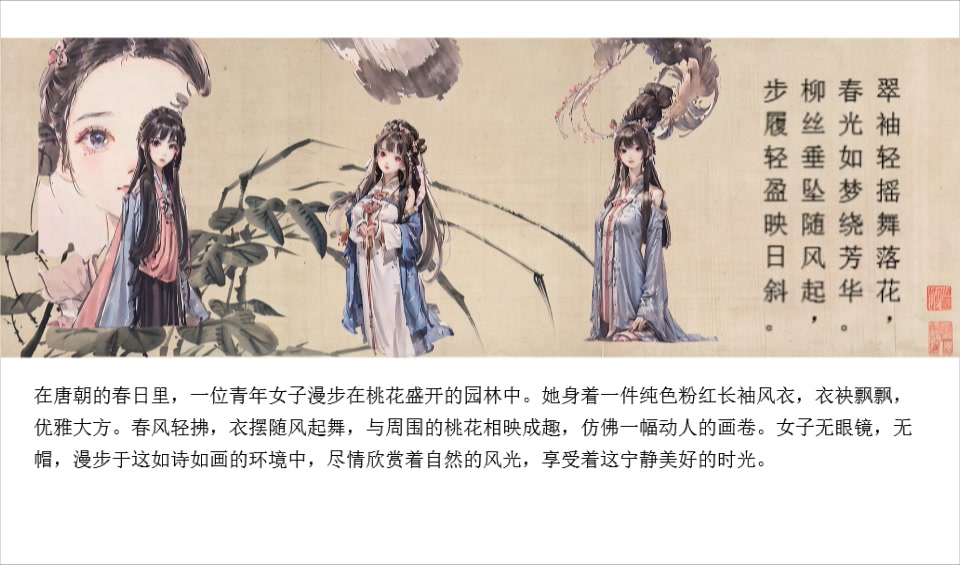 翠袖轻摇舞落花，
春光如梦绕芳华。
柳丝垂坠随风起，
步履轻盈映日斜。
在唐朝的春日里，一位青年女子漫步在桃花盛开的园林中。她身着一件纯色粉红长袖风衣，衣袂飘飘，
优雅大方。春风轻拂，衣摆随风起舞，与周围的桃花相映成趣，仿佛一幅动人的画卷。女子无眼镜，无
帽，漫步于这如诗如画的环境中，尽情欣赏着自然的风光，享受着这宁静美好的时光。